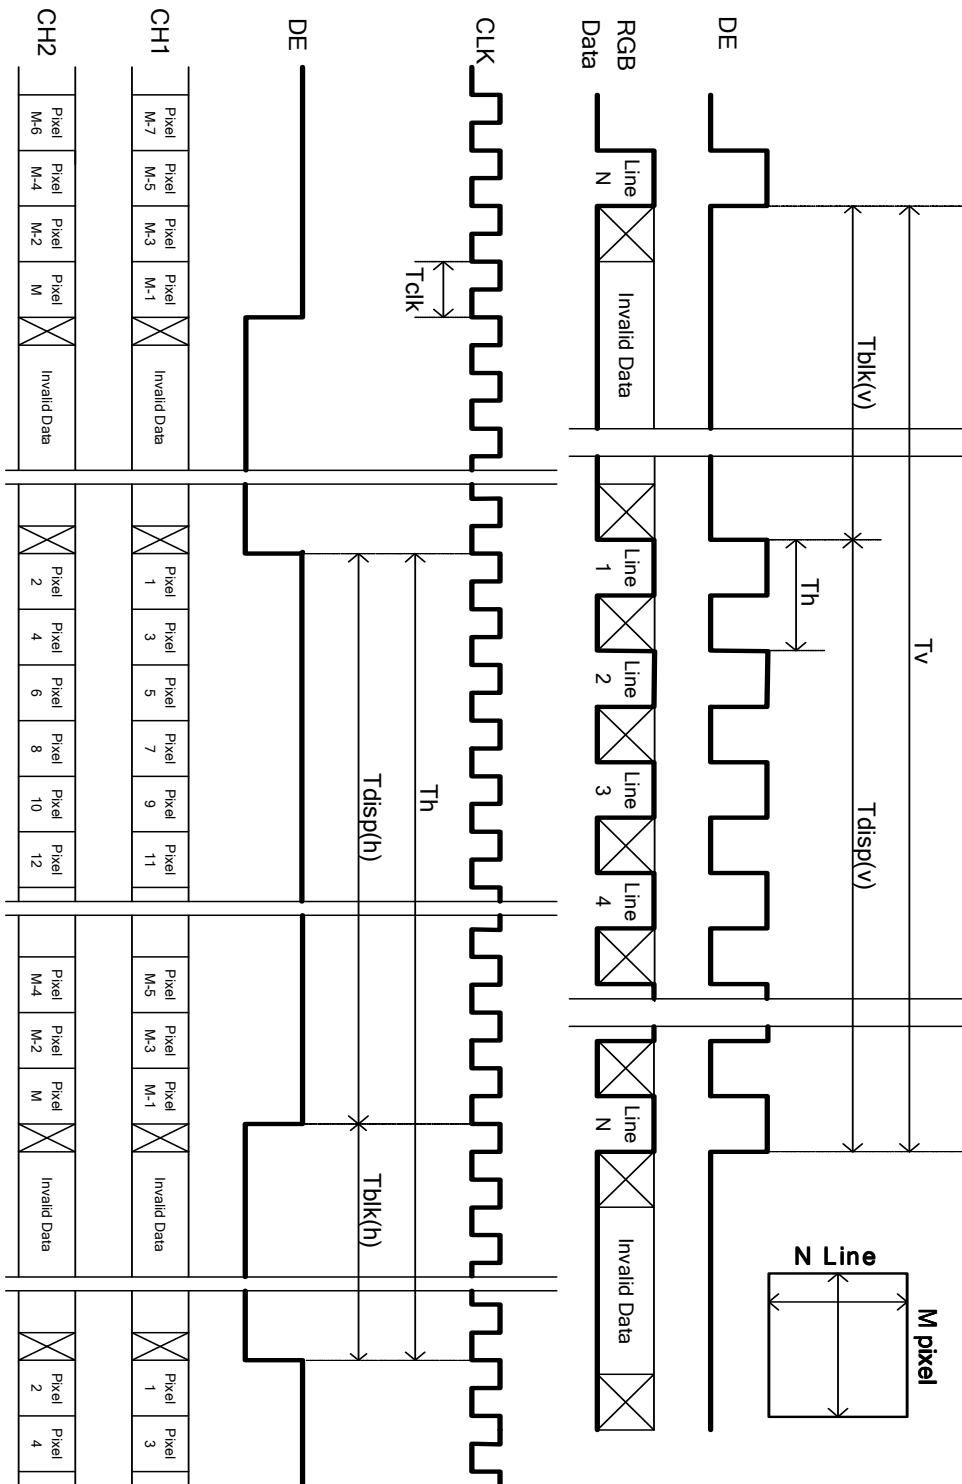 Tv
Tblk(v)
Tdisp(v)
Th
DE
RGB
Data
Line
N
Invalid Data
Line
1
Line
2
Line
3
Line
4
Line
N
Invalid Data
M pixel
N Line
CLK
Tclk
Th
Tdisp(h)
Tblk(h)
DE
CH1
Pixel
M-7
Pixel
M-5
Pixel
M-3
Pixel
M-1
Invalid Data
Pixel
1
Pixel
3
Pixel
5
Pixel
7
Pixel
9
Pixel
11
Pixel
M-5
Pixel
M-3
Pixel
M-1
Invalid Data
Pixel
1
Pixel
3
CH2
Pixel
M-6
Pixel
M-4
Pixel
M-2
Pixel
M
Invalid Data
Pixel
2
Pixel
4
Pixel
6
Pixel
8
Pixel
10
Pixel
12
Pixel
M-4
Pixel
M-2
Pixel
M
Invalid Data
Pixel
2
Pixel
4